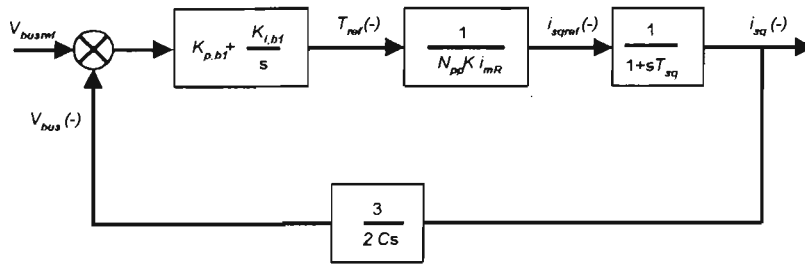 V_busref
K_p,b1 + K_i,b1 / s
T_ref(-)
1 / N_pp K i_mR
i_sqref(-)
1 / 1+sT_sq
i_sq(-)
V_bus(-)
3 / 2 Cs